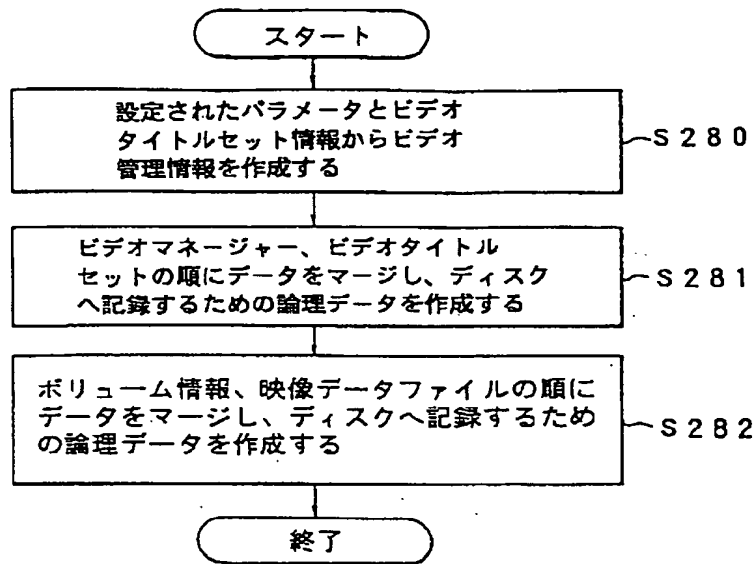 スタート
設定されたパラメータとビデオ
タイトルセット情報からビデオ
管理情報を作成する
S280
ビデオマネージャー、ビデオタイトル
セットの順にデータをマージし、ディスク
へ記録するための論理データを作成する
S281
ボリューム情報、映像データファイルの順に
データをマージし、ディスクへ記録するため
の論理データを作成する
S282
終了